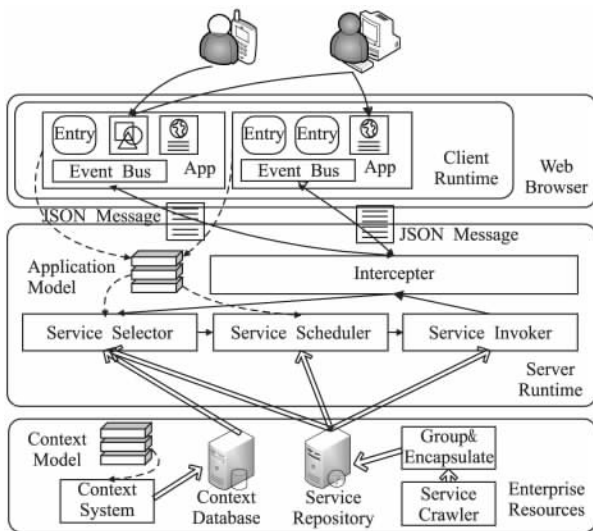 Entry
Entry
Entry
App
App
Event Bus
Event Bus
Client
Runtime
Web
Browser
JSON Message
JSON Message
Application
Model
Intercepter
Service Selector
Service Scheduler
Service Invoker
Server
Runtime
Context
Model
Context
System
Context
Database
Service
Repository
Group&
Encapsulate
Service
Crawler
Enterprise
Resources